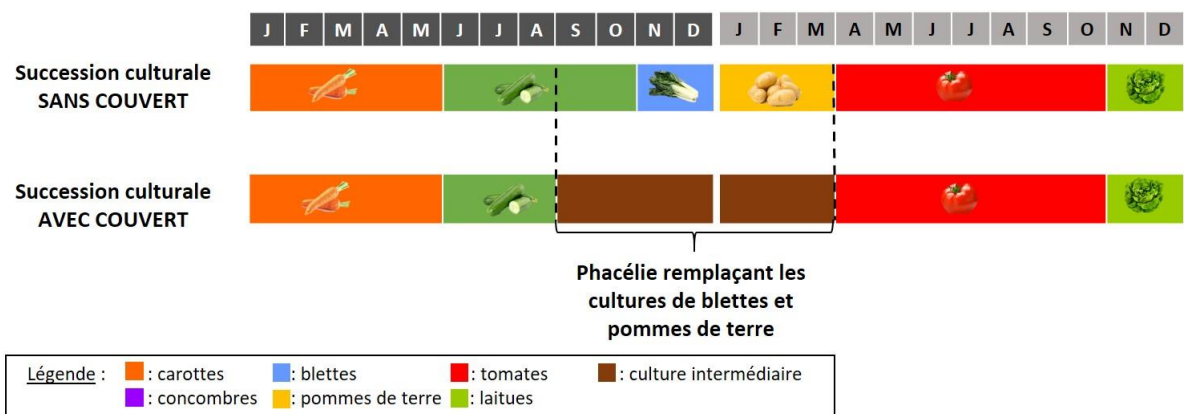 J F M A M J J A S O N D J F M A M J J A S O N D
Succession culturale
SANS COUVERT
Succession culturale
AVEC COUVERT
Phacélie remplaçant les
cultures de blettes et
pommes de terre
Légende : : carottes : blettes : tomates : culture intermédiaire
: concombres : pommes de terre : laitues